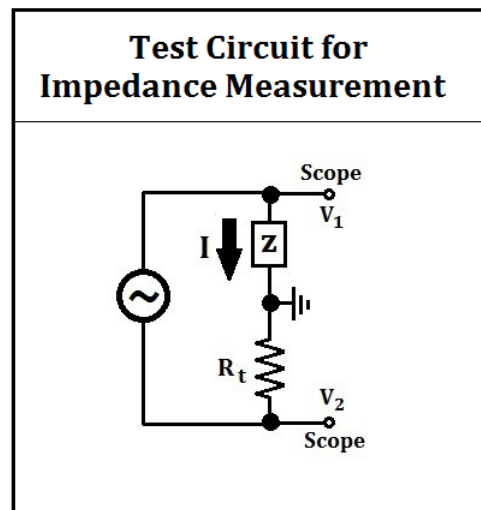 Test Circuit for
Impedance Measurement
Scope
V1
I
Z
Rt
V2
Scope